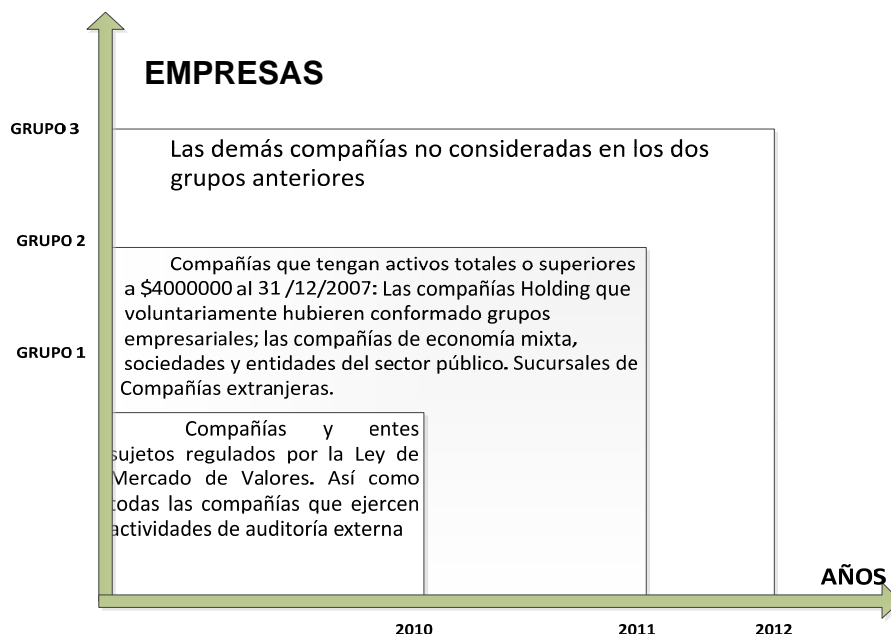 EMPRESAS
GRUPO 3
Las demás compañías no consideradas en los dos
grupos anteriores
GRUPO 2
Compañías que tengan activos totales o superiores
a $4000000 al 31 /12/2007: Las compañías Holding que
voluntariamente hubieren conformado grupos
empresariales; las compañías de economía mixta,
sociedades y entidades del sector público. Sucursales de
Compañías extranjeras.
GRUPO 1
Compañías y entes
sujetos regulados por la Ley de
Mercado de Valores. Así como
todas las compañías que ejercen
actividades de auditoría externa
AÑOS
2010 2011 2012